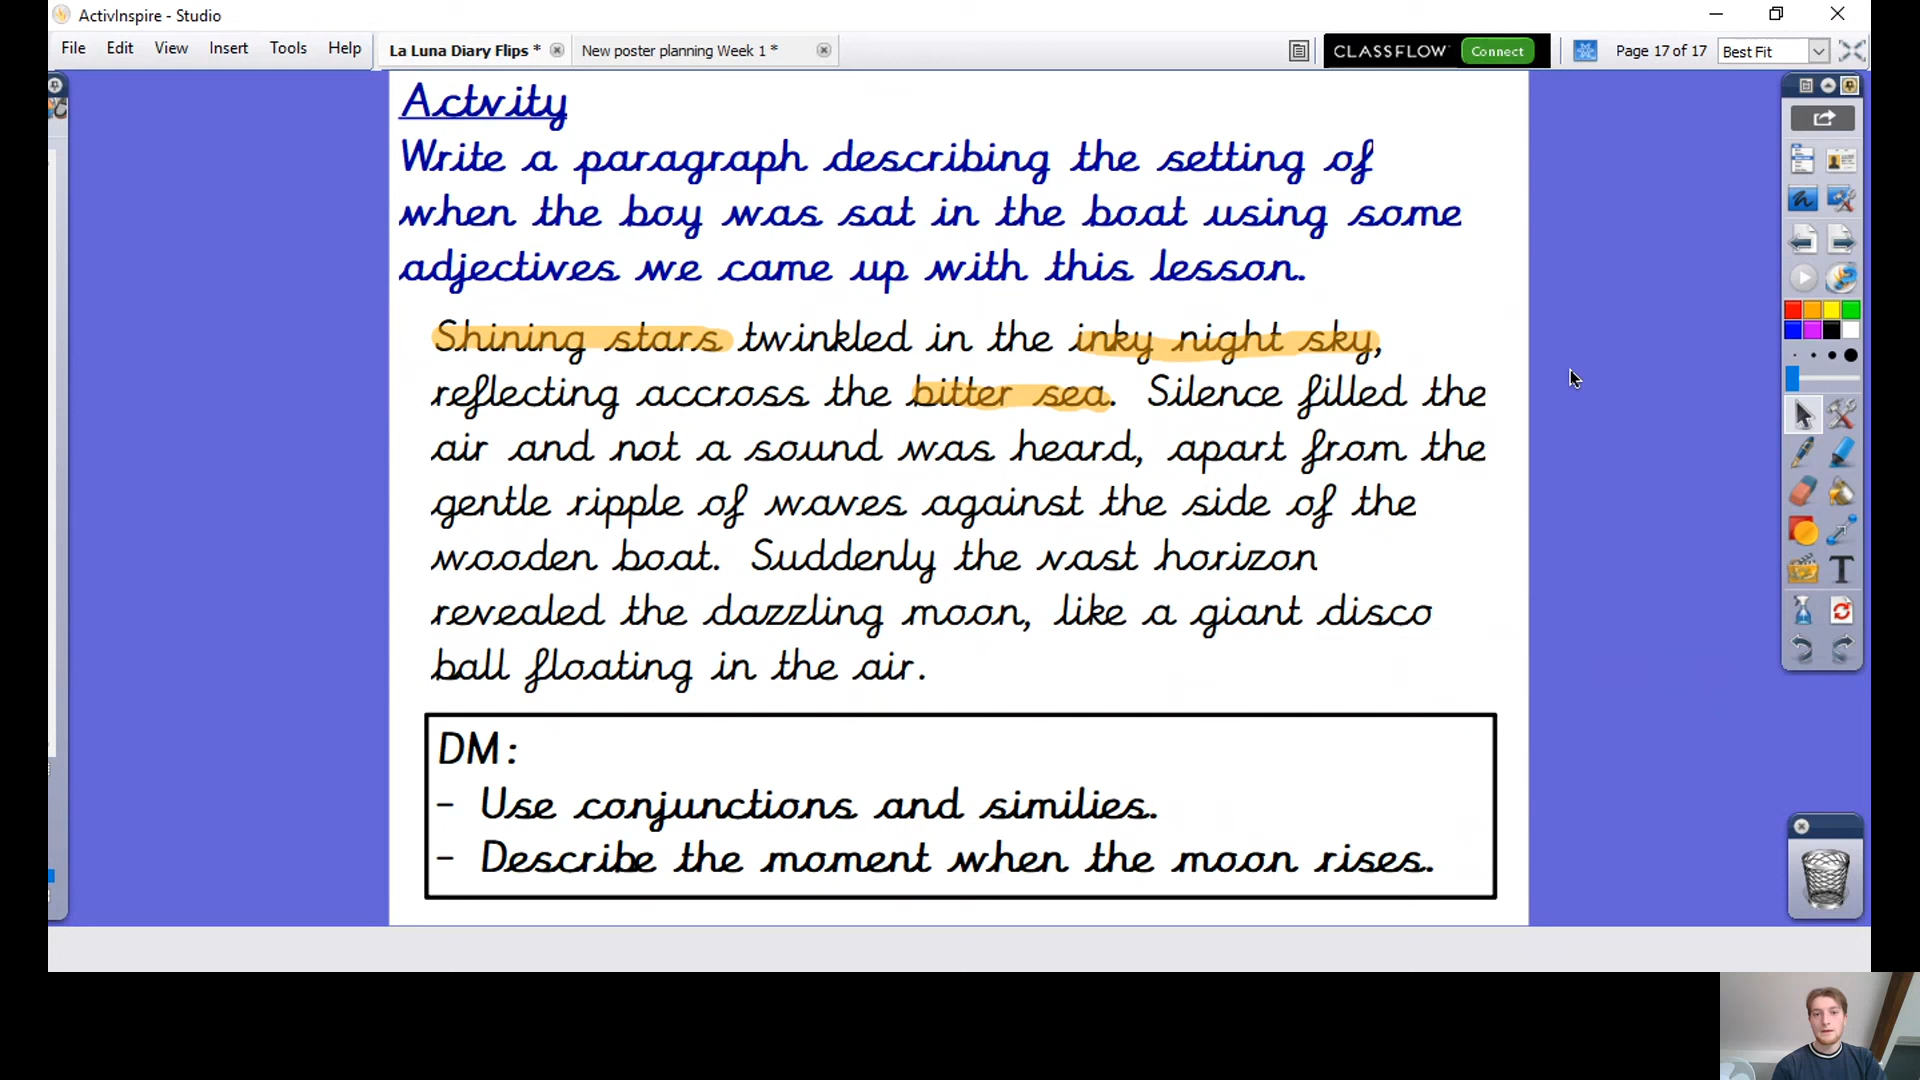 ActivInspire - Studio
File Edit View Insert Tools Help La Luna Diary Flips * New poster planning Week 1 * CLASSFLOW Connect Page 17 of 17 Best Fit
Actvity
Write a paragraph describing the setting of
when the boy was sat in the boat using some
adjectives we came up with this lesson.
Shining stars twinkled in the inky night sky,
reflecting accross the bitter sea. Silence filled the
air and not a sound was heard, apart from the
gentle ripple of waves against the side of the
wooden boat. Suddenly the vast horizon
revealed the dazzling moon, like a giant disco
ball floating in the air.
DM:
- Use conjunctions and similies.
- Describe the moment when the moon rises.